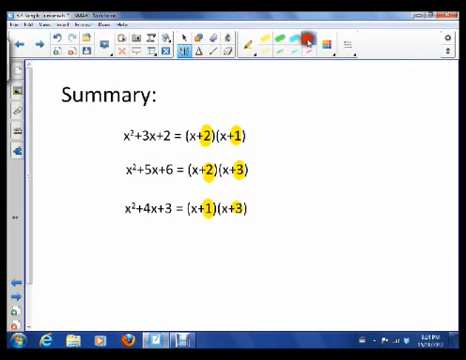 Summary:
x²+3x+2 = (x+2)(x+1)
x²+5x+6 = (x+2)(x+3)
x²+4x+3 = (x+1)(x+3)